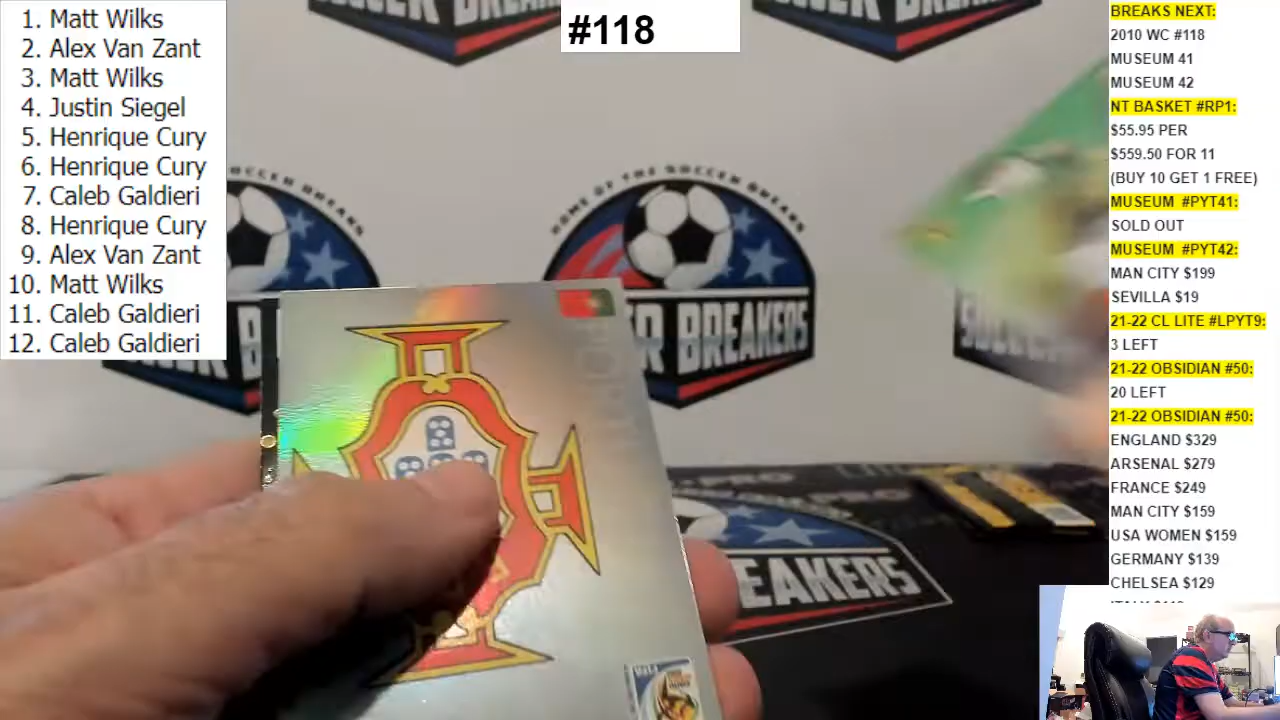 1. Matt Wilks
2. Alex Van Zant
3. Matt Wilks
4. Justin Siegel
5. Henrique Cury
6. Henrique Cury
7. Caleb Galdieri
8. Henrique Cury
9. Alex Van Zant
10. Matt Wilks
11. Caleb Galdieri
12. Caleb Galdieri
#118
BREAKS NEXT:
2010 WC #118
MUSEUM 41
MUSEUM 42
NT BASKET #RP1:
$55.95 PER
$559.50 FOR 11
(BUY 10 GET 1 FREE)
MUSEUM #PYT41:
SOLD OUT
MUSEUM #PYT42:
MAN CITY $199
SEVILLA $19
21-22 CL LITE #LPYT9:
3 LEFT
21-22 OBSIDIAN #50:
20 LEFT
21-22 OBSIDIAN #50:
ENGLAND $329
ARSENAL $279
FRANCE $249
MAN CITY $159
USA WOMEN $159
GERMANY $139
CHELSEA $129
HOME OF THE SOCCER BREAKS
BREAKERS
EAKERS